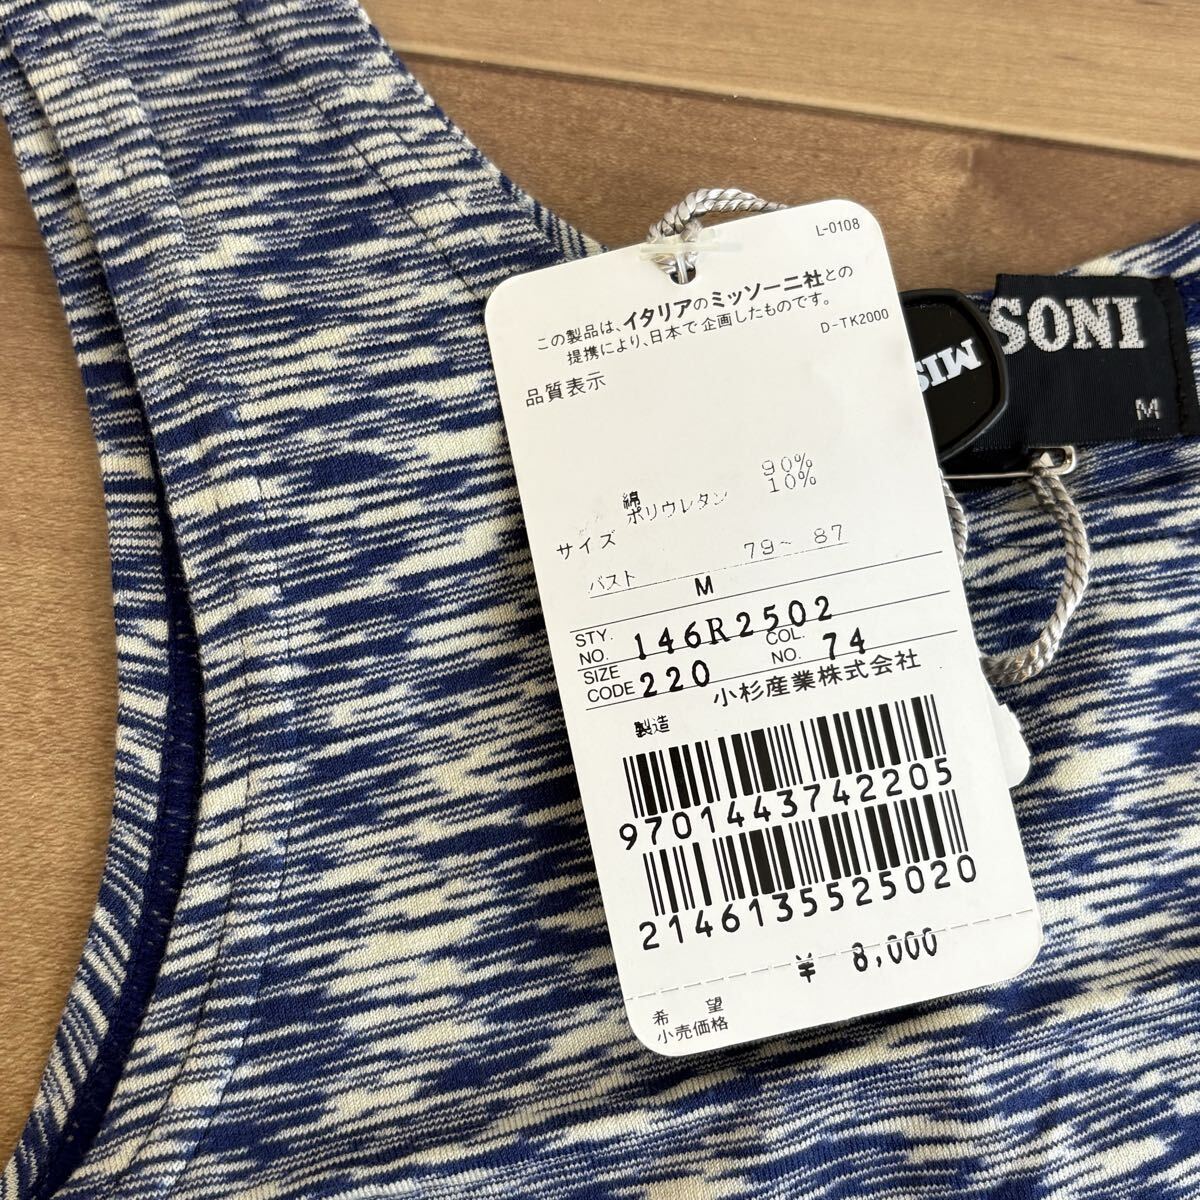 L-0108
この製品は、イタリアのミッソーニ社との
提携により、日本で企画したものです。
D-TK2000
品質表示
綿 90%
ポリウレタン 10%
サイズ
バスト 79~ 87
M
STY. NO. 146R2502
SIZE CODE 220 COL. NO. 74
小杉産業株式会社
製造
9701443742205
2146135525020
¥ 8,000
希望
小売価格
SONI
MIS
M